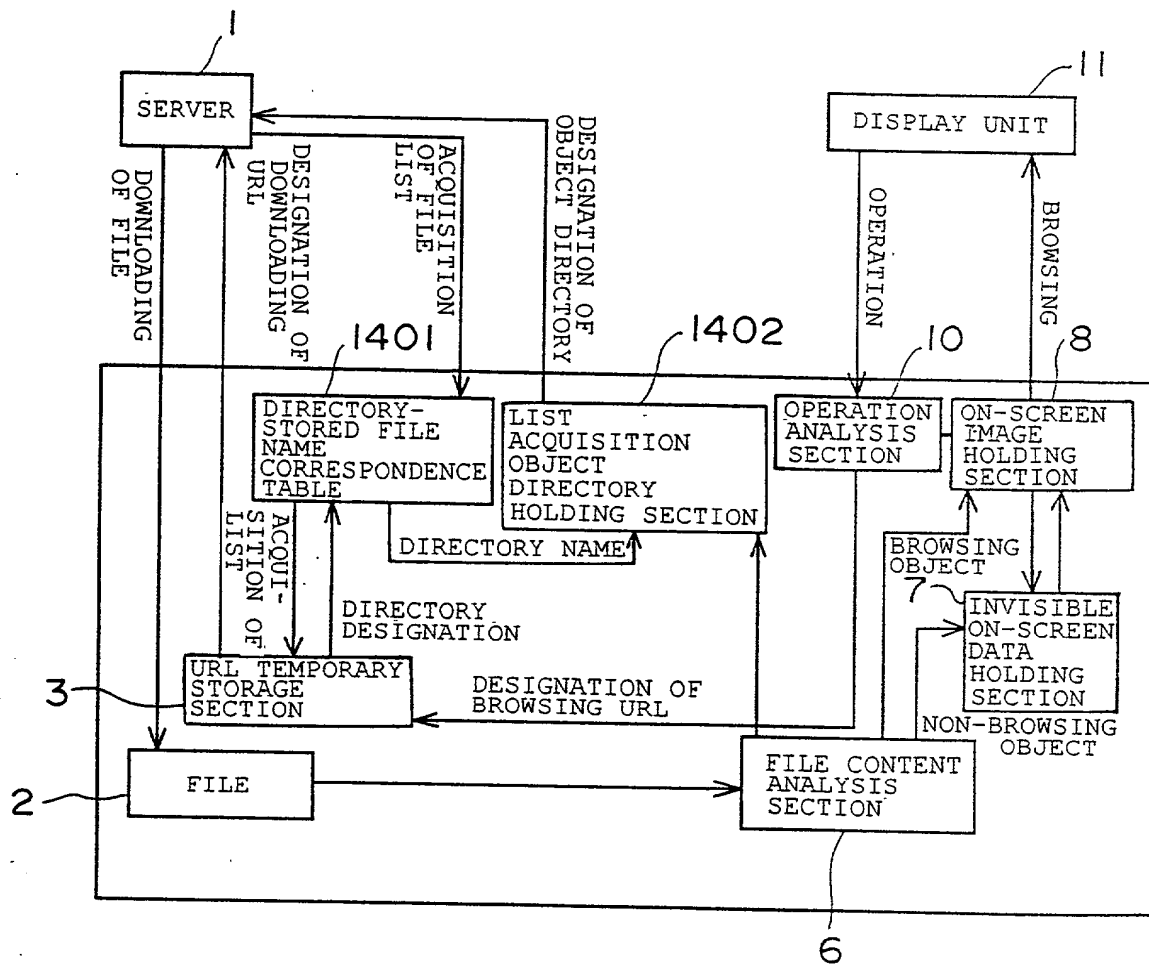 1
SERVER
11
DISPLAY UNIT
DOWNLOADING
OF FILE
DESIGNATION OF
DOWNLOADING
URL
ACQUISITION
OF FILE
LIST
DESIGNATION OF
OBJECT DIRECTORY
OPERATION
BROWSING
1401
DIRECTORY-
STORED FILE
NAME
CORRESPONDENCE
TABLE
1402
LIST
ACQUISITION
OBJECT
DIRECTORY
HOLDING SECTION
10
OPERATION
ANALYSIS
SECTION
8
ON-SCREEN
IMAGE
HOLDING
SECTION
ACQUI-
SITION OF
LIST
DIRECTORY NAME
DIRECTORY
DESIGNATION
BROWSING
OBJECT
7
INVISIBLE
ON-SCREEN
DATA
HOLDING
SECTION
3
URL TEMPORARY
STORAGE
SECTION
DESIGNATION OF
BROWSING URL
NON-BROWSING
OBJECT
2
FILE
FILE CONTENT
ANALYSIS
SECTION
6